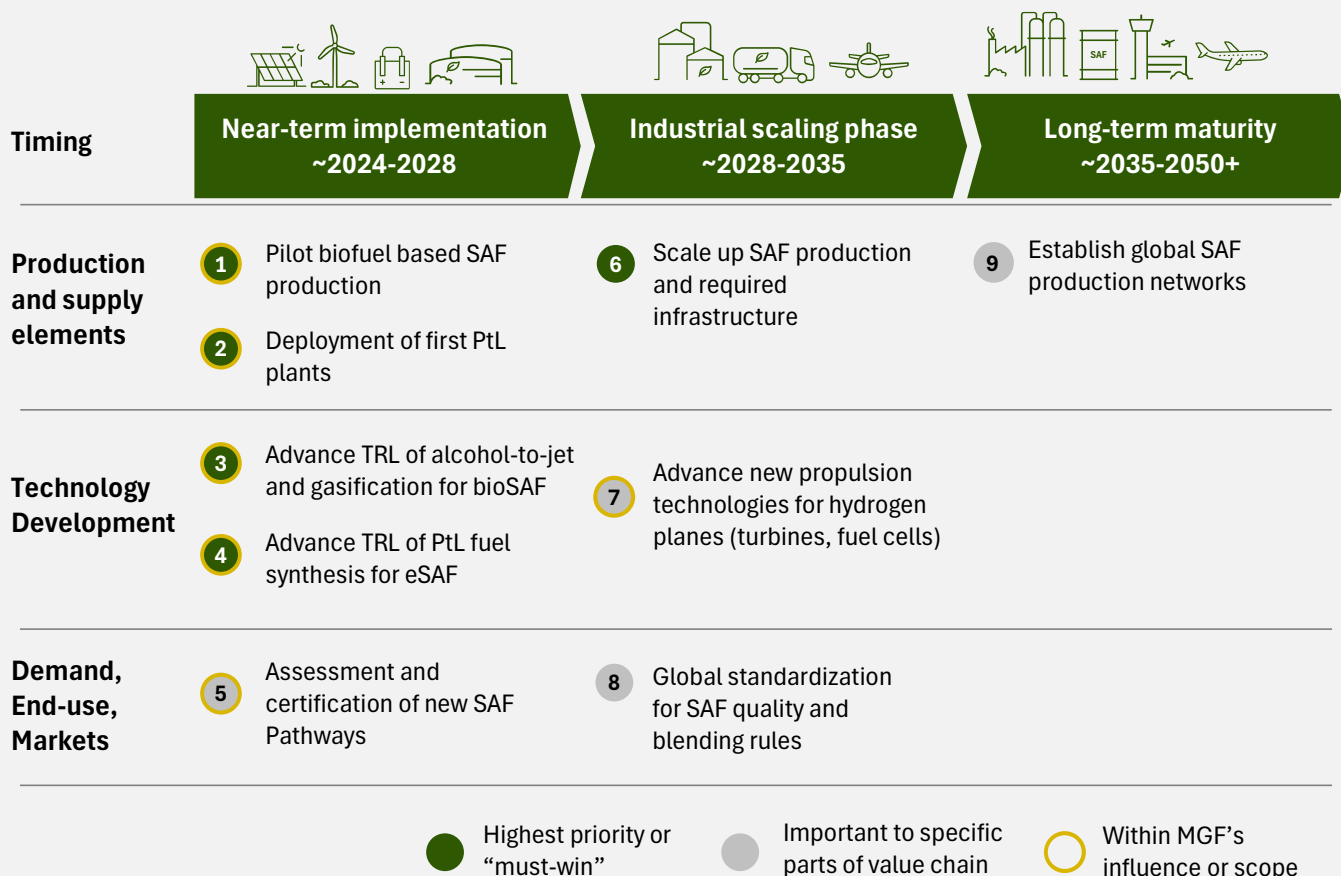 SAF
Timing
Near-term implementation
~2024-2028
Industrial scaling phase
~2028-2035
Long-term maturity
~2035-2050+
Production
and supply
elements
1
Pilot biofuel based SAF
production
2
Deployment of first PtL
plants
6
Scale up SAF production
and required
infrastructure
9
Establish global SAF
production networks
Technology
Development
3
Advance TRL of alcohol-to-jet
and gasification for bioSAF
4
Advance TRL of PtL fuel
synthesis for eSAF
7
Advance new propulsion
technologies for hydrogen
planes (turbines, fuel cells)
Demand,
End-use,
Markets
5
Assessment and
certification of new SAF
Pathways
8
Global standardization
for SAF quality and
blending rules
Highest priority or
“must-win”
Important to specific
parts of value chain
Within MGF’s
influence or scope